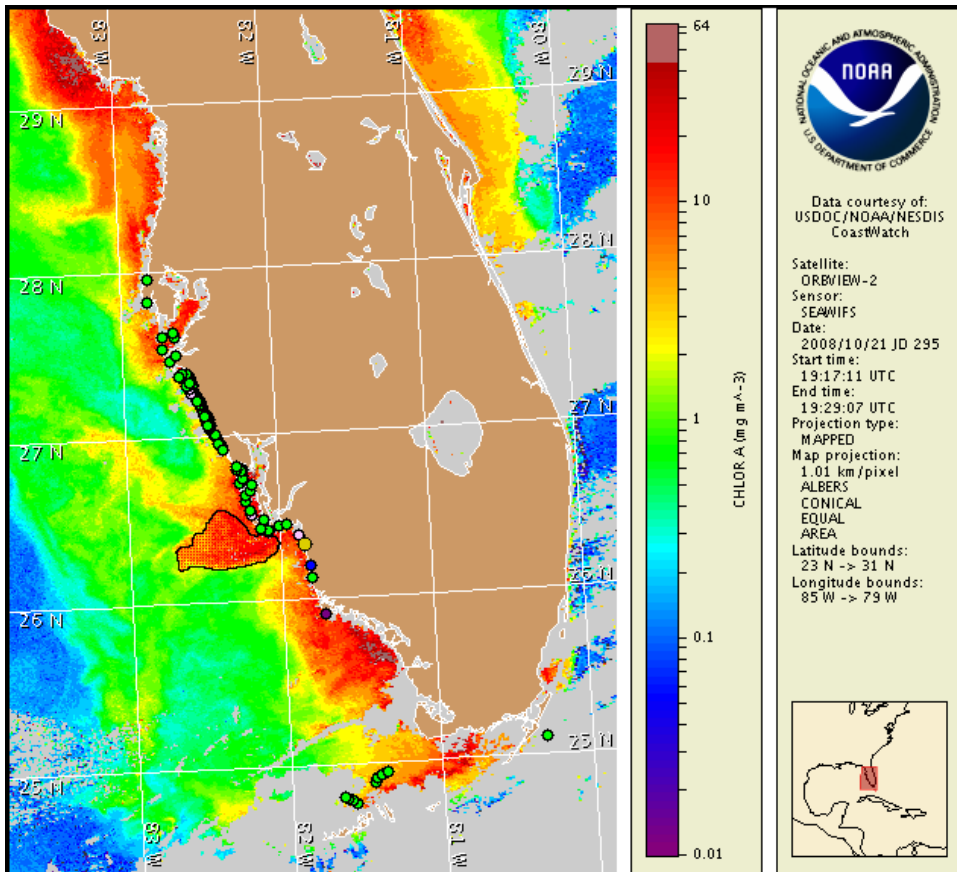 83 W
82 W
81 W
80 W
29 N
29 N
28 N
28 N
27 N
27 N
26 N
26 N
25 N
25 N
83 W
82 W
81 W
64
10
1
0.1
0.01
CHLOR A (mg m^-3)
NATIONAL OCEANIC AND ATMOSPHERIC ADMINISTRATION
NOAA
U.S. DEPARTMENT OF COMMERCE
Data courtesy of:
USDOC/NOAA/NESDIS
CoastWatch
Satellite:
ORBVIEW-2
Sensor:
SEAWIFS
Date:
2008/10/21 JD 295
Start time:
19:17:11 UTC
End time:
19:29:07 UTC
Projection type:
MAPPED
Map projection:
1.01 km/pixel
ALBERS
CONICAL
EQUAL
AREA
Latitude bounds:
23 N -> 31 N
Longitude bounds:
85 W -> 79 W